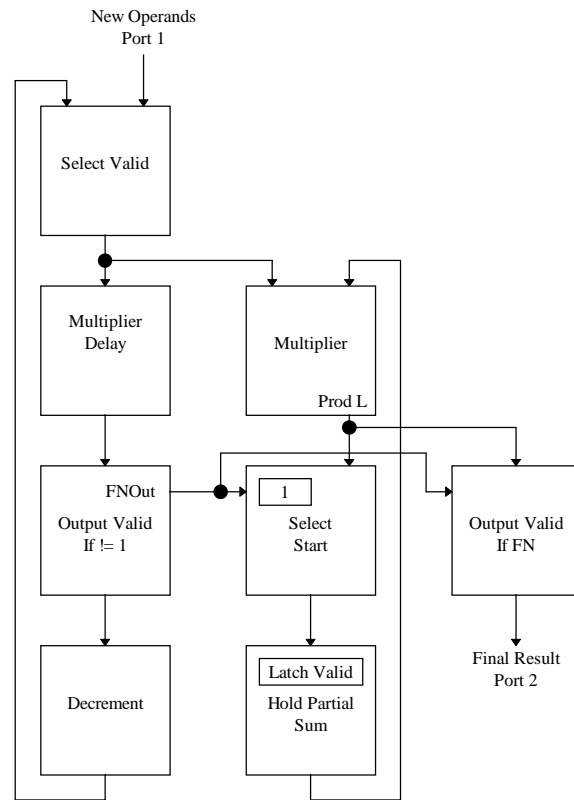 New Operands
Port 1
Select Valid
Multiplier
Delay
Multiplier
Prod L
FNOut
Output Valid
If != 1
1
Select
Start
Output Valid
If FN
Decrement
Latch Valid
Hold Partial
Sum
Final Result
Port 2